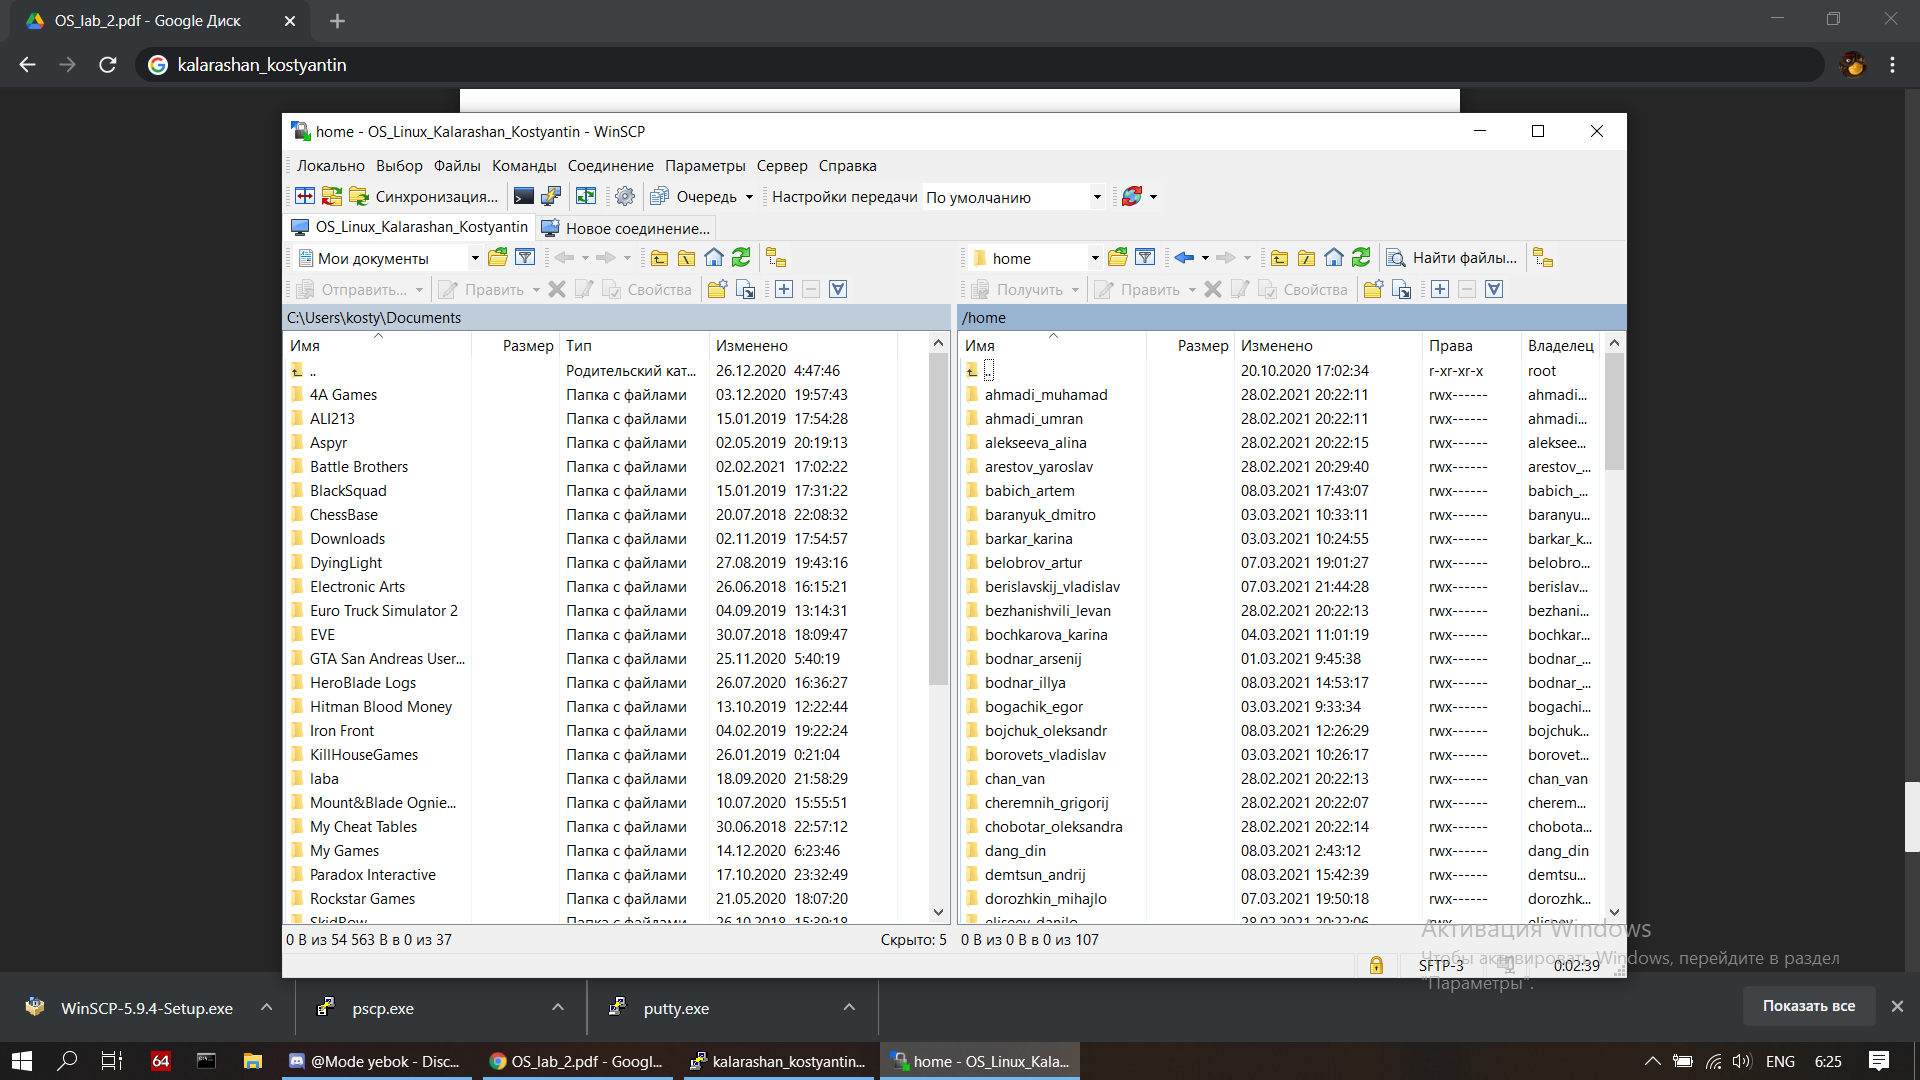 OS_lab_2.pdf - Google Диск
kalarashan_kostyantin
home - OS_Linux_Kalarashan_Kostyantin - WinSCP
Локально Выбор Файлы Команды Соединение Параметры Сервер Справка
Синхронизация... Очередь Настройки передачи По умолчанию
OS_Linux_Kalarashan_Kostyantin Новое соединение...
Мои документы home Найти файлы...
Отправить... Править Свойства Получить Править Свойства
C:\Users\kosty\Documents /home
Имя Размер Тип Изменено Имя Размер Изменено Права Владелец
.. Родительский кат... 26.12.2020 4:47:46 .. 20.10.2020 17:02:34 r-xr-xr-x root
4A Games Папка с файлами 03.12.2020 19:57:43 ahmadi_muhamad 28.02.2021 20:22:11 rwx------ ahmadi...
ALI213 Папка с файлами 15.01.2019 17:54:28 ahmadi_umran 28.02.2021 20:22:11 rwx------ ahmadi...
Aspyr Папка с файлами 02.05.2019 20:19:13 alekseeva_alina 28.02.2021 20:22:15 rwx------ aleksee...
Battle Brothers Папка с файлами 02.02.2021 17:02:22 arestov_yaroslav 28.02.2021 20:29:40 rwx------ arestov_...
BlackSquad Папка с файлами 15.01.2019 17:31:22 babich_artem 08.03.2021 17:43:07 rwx------ babich_...
ChessBase Папка с файлами 20.07.2018 22:08:32 baranyuk_dmitro 03.03.2021 10:33:11 rwx------ baranyu...
Downloads Папка с файлами 02.11.2019 17:54:57 barkar_karina 03.03.2021 10:24:55 rwx------ barkar_k...
DyingLight Папка с файлами 27.08.2019 19:43:16 belobrov_artur 07.03.2021 19:01:27 rwx------ belobro...
Electronic Arts Папка с файлами 26.06.2018 16:15:21 berislavskij_vladislav 07.03.2021 21:44:28 rwx------ berislav...
Euro Truck Simulator 2 Папка с файлами 04.09.2019 13:14:31 bezhanishvili_levan 28.02.2021 20:22:13 rwx------ bezhani...
EVE Папка с файлами 30.07.2018 18:09:47 bochkarova_karina 04.03.2021 11:01:19 rwx------ bochkar...
GTA San Andreas User... Папка с файлами 25.11.2020 5:40:19 bodnar_arsenij 01.03.2021 9:45:38 rwx------ bodnar_...
HeroBlade Logs Папка с файлами 26.07.2020 16:36:27 bodnar_illya 08.03.2021 14:53:17 rwx------ bodnar_...
Hitman Blood Money Папка с файлами 13.10.2019 12:22:44 bogachik_egor 03.03.2021 9:33:34 rwx------ bogachi...
Iron Front Папка с файлами 04.02.2019 19:22:24 bojchuk_oleksandr 08.03.2021 12:26:29 rwx------ bojchuk...
KillHouseGames Папка с файлами 26.01.2019 0:21:04 borovets_vladislav 03.03.2021 10:26:17 rwx------ borovet...
laba Папка с файлами 18.09.2020 21:58:29 chan_van 28.02.2021 20:22:13 rwx------ chan_van
Mount&Blade Ognie... Папка с файлами 10.07.2020 15:55:51 cheremnih_grigorij 28.02.2021 20:22:07 rwx------ cherem...
My Cheat Tables Папка с файлами 30.06.2018 22:57:12 chobotar_oleksandra 28.02.2021 20:22:14 rwx------ chobota...
My Games Папка с файлами 14.12.2020 6:23:46 dang_din 08.03.2021 2:43:12 rwx------ dang_din
Paradox Interactive Папка с файлами 17.10.2020 23:32:49 demtsun_andrij 08.03.2021 15:42:39 rwx------ demtsu...
Rockstar Games Папка с файлами 21.05.2020 18:07:20 dorozhkin_mihajlo 07.03.2021 19:50:18 rwx------ dorozhk...
SkidRow Папка с файлами 26.10.2018 15:39:18 eliseev_danilo 28.02.2021 20:22:06 rwx------
0 B из 54 563 B в 0 из 37 Скрыто: 5 0 B из 0 B в 0 из 107
Активация Windows
Чтобы активировать Windows, перейдите в раздел
"Параметры".
SFTP-3 0:02:39
WinSCP-5.9.4-Setup.exe pscp.exe putty.exe Показать все
64 @Mode yebok - Disc... OS_lab_2.pdf - Googl... kalarashan_kostyantin... home - OS_Linux_Kala... ENG 6:25